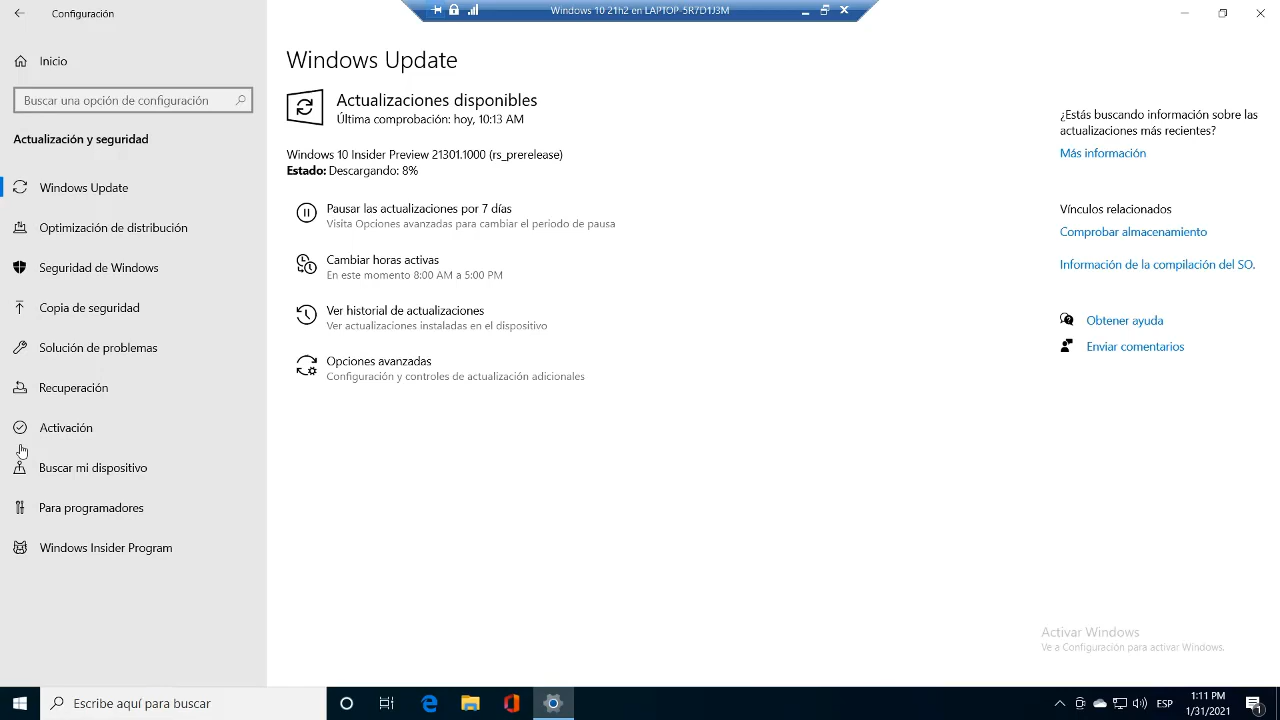 Configuración
Windows 10 21h2 en LAPTOP-5R7D1J3M
Inicio
Buscar una opción de configuración
Actualización y seguridad
Windows Update
Optimización de distribución
Seguridad de Windows
Copia de seguridad
Solución de problemas
Recuperación
Activación
Buscar mi dispositivo
Para programadores
Windows Insider Program
Windows Update
Actualizaciones disponibles
Última comprobación: hoy, 10:13 AM
Windows 10 Insider Preview 21301.1000 (rs_prerelease)
Estado: Descargando: 8%
Pausar las actualizaciones por 7 días
Visita Opciones avanzadas para cambiar el periodo de pausa
Cambiar horas activas
En este momento 8:00 AM a 5:00 PM
Ver historial de actualizaciones
Ver actualizaciones instaladas en el dispositivo
Opciones avanzadas
Configuración y controles de actualización adicionales
¿Estás buscando información sobre las
actualizaciones más recientes?
Más información
Vínculos relacionados
Comprobar almacenamiento
Información de la compilación del SO.
Obtener ayuda
Enviar comentarios
Activar Windows
Ve a Configuración para activar Windows.
Escribe aquí para buscar
ESP
1:11 PM
1/31/2021
1